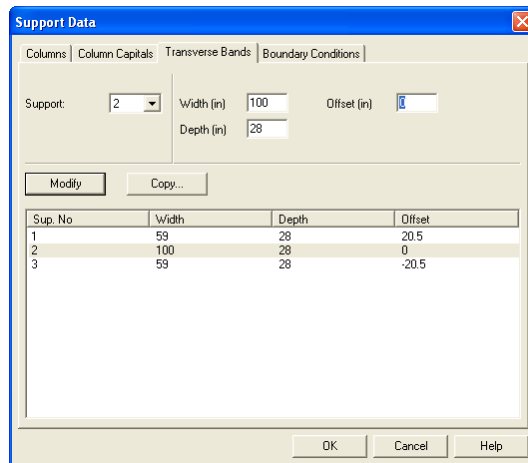 Support Data
Columns Column Capitals Transverse Bands Boundary Conditions
Support: 2 Width (in) 100 Offset (in) 0
Depth (in) 28
Modify Copy...
Sup. No Width Depth Offset
1 59 28 20.5
2 100 28 0
3 59 28 -20.5
OK Cancel Help